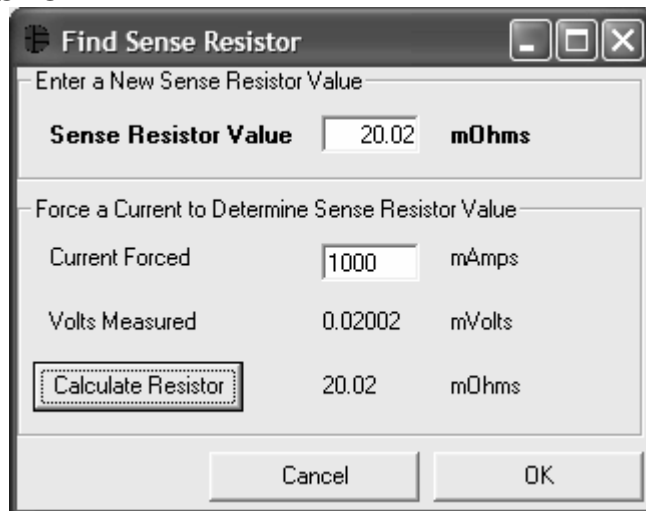 Find Sense Resistor
Enter a New Sense Resistor Value
Sense Resistor Value 20.02 mOhms
Force a Current to Determine Sense Resistor Value
Current Forced 1000 mAmps
Volts Measured 0.02002 mVolts
Calculate Resistor 20.02 mOhms
Cancel OK